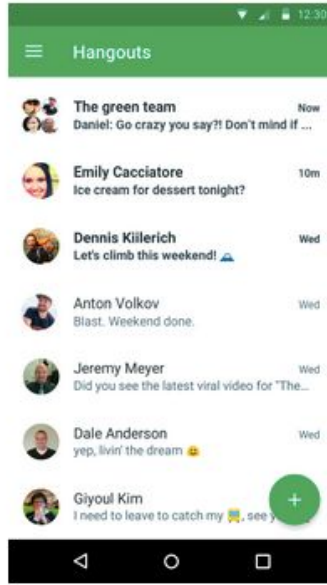 12:30
Hangouts
The green team Now
Daniel: Go crazy you say?! Don't mind if ...
Emily Cacciatore 10m
Ice cream for dessert tonight?
Dennis Kiilerich Wed
Let's climb this weekend! 🗻
Anton Volkov Wed
Blast. Weekend done.
Jeremy Meyer Wed
Did you see the latest viral video for "The...
Dale Anderson Wed
yep, livin' the dream 😀
Giyoul Kim
I need to leave to catch my 🚃, see